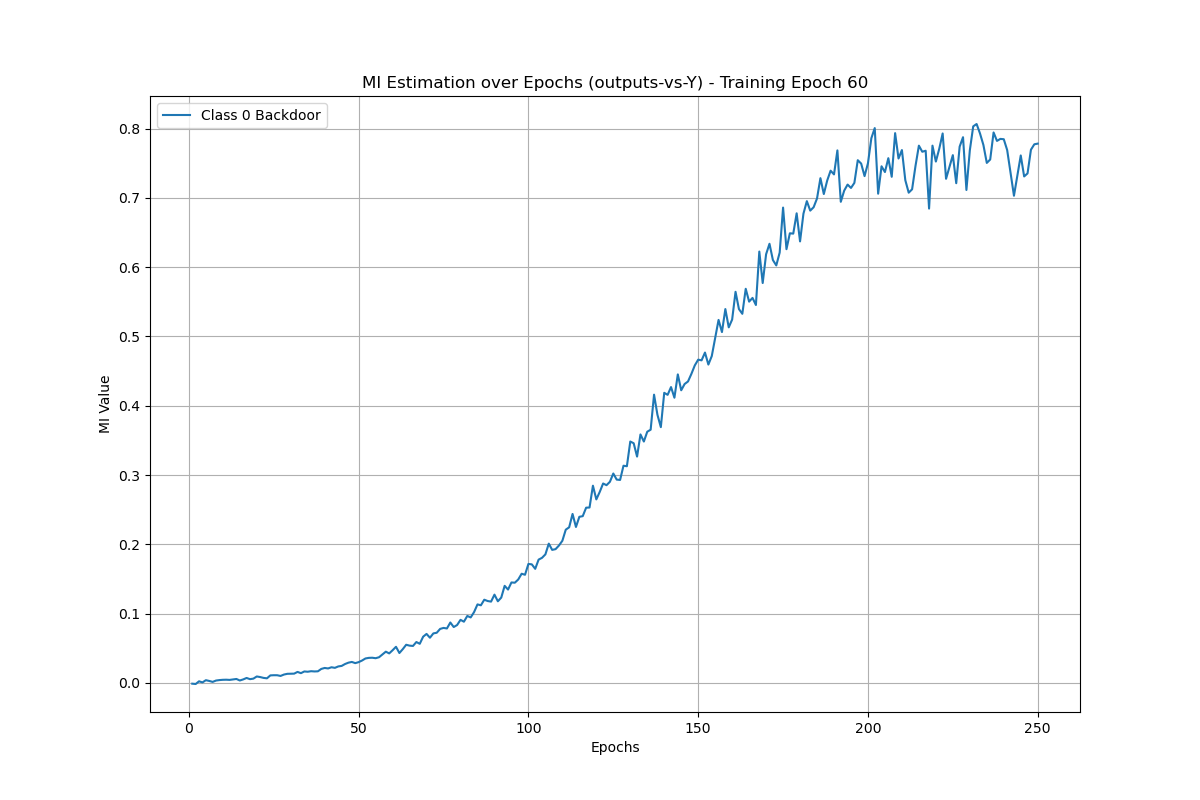 MI Estimation over Epochs (outputs-vs-Y) - Training Epoch 60
Class 0 Backdoor
0.8
0.7
0.6
0.5
0.4
0.3
0.2
0.1
0.0
MI Value
0 50 100 150 200 250
Epochs